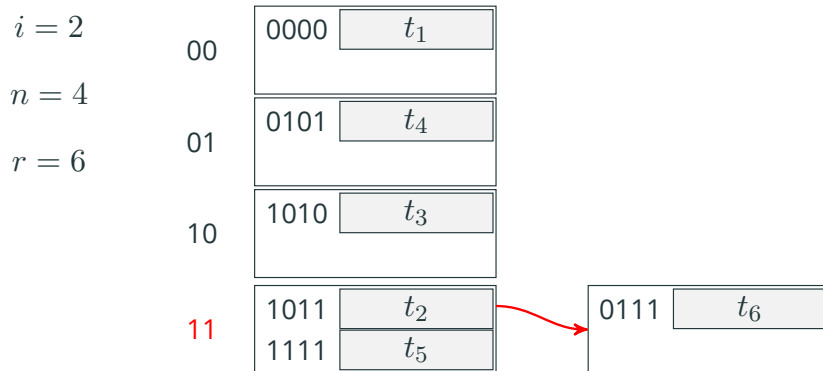 i = 2
n = 4
r = 6
00
0000 t₁
01
0101 t₄
10
1010 t₃
11
1011 t₂
1111 t₅
0111 t₆